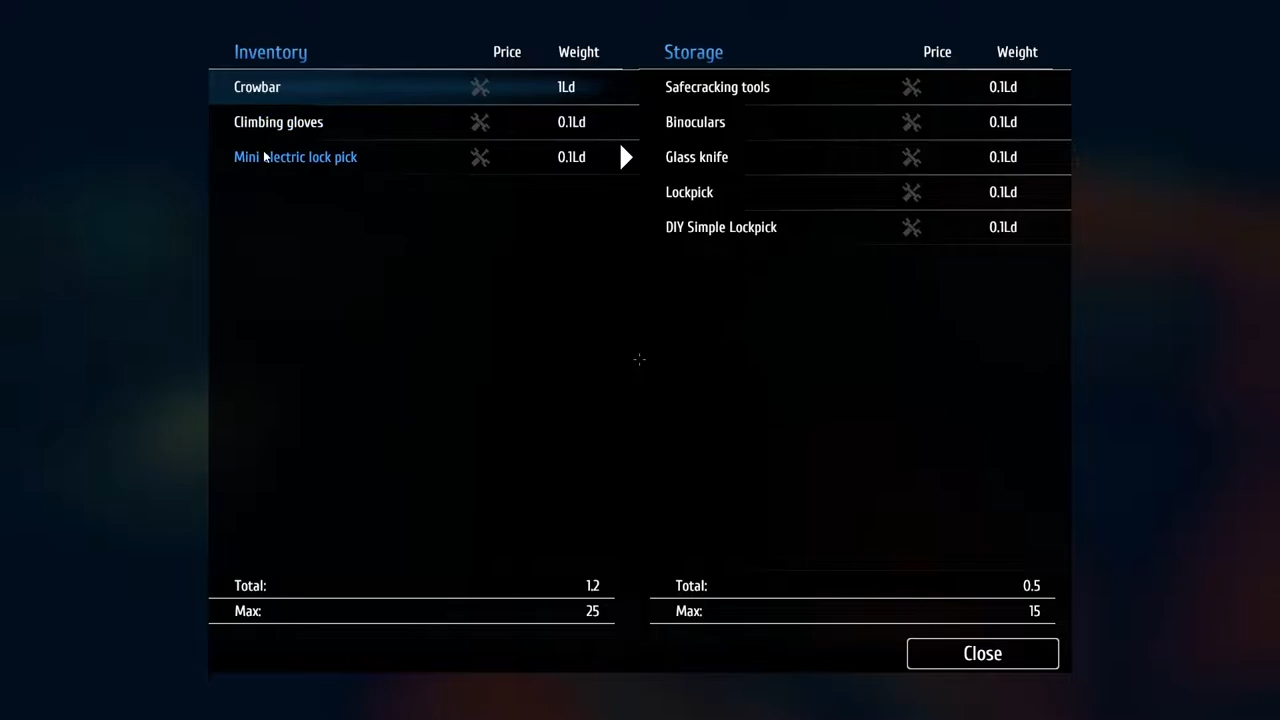 Inventory Price Weight
Crowbar 1Ld
Climbing gloves 0.1Ld
Mini electric lock pick 0.1Ld
Total: 1.2
Max: 25
Storage Price Weight
Safecracking tools 0.1Ld
Binoculars 0.1Ld
Glass knife 0.1Ld
Lockpick 0.1Ld
DIY Simple Lockpick 0.1Ld
Total: 0.5
Max: 15
Close